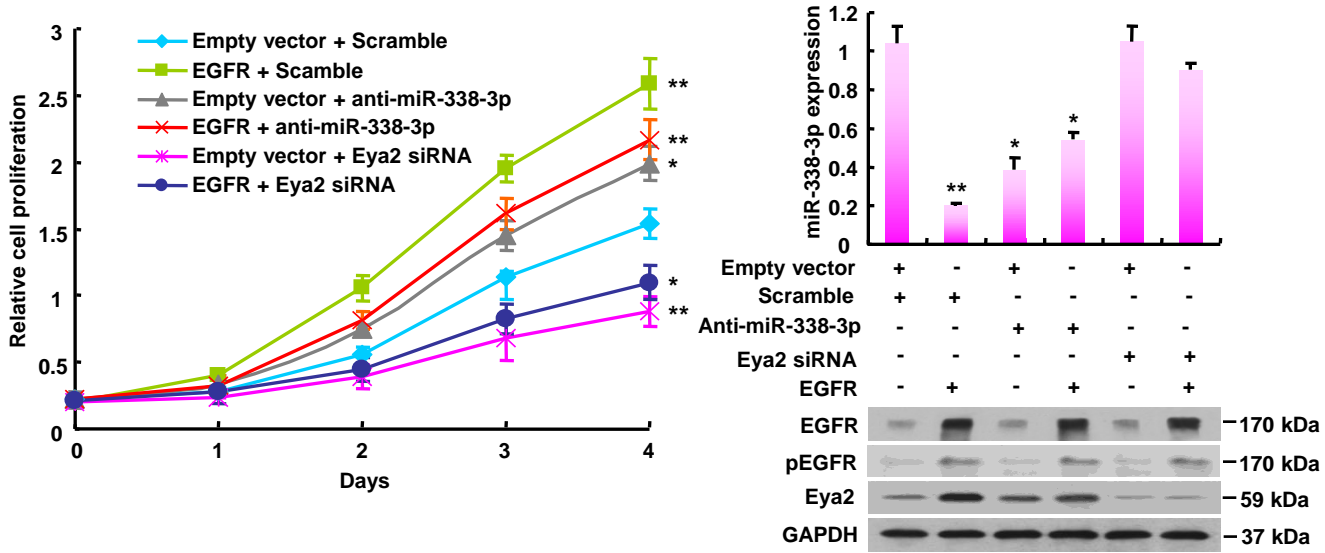 3
2.5
2
1.5
1
0.5
0
Relative cell proliferation
Empty vector + Scramble
EGFR + Scamble
Empty vector + anti-miR-338-3p
EGFR + anti-miR-338-3p
Empty vector + Eya2 siRNA
EGFR + Eya2 siRNA
**
**
*
*
**
0 1 2 3 4
Days
miR-338-3p expression
1.2
1
0.8
0.6
0.4
0.2
0
**
*
*
Empty vector + - + - + -
Scramble + + - - - -
Anti-miR-338-3p - - + + - -
Eya2 siRNA - - - - + +
EGFR - + - + - +
EGFR 170 kDa
pEGFR 170 kDa
Eya2 59 kDa
GAPDH 37 kDa